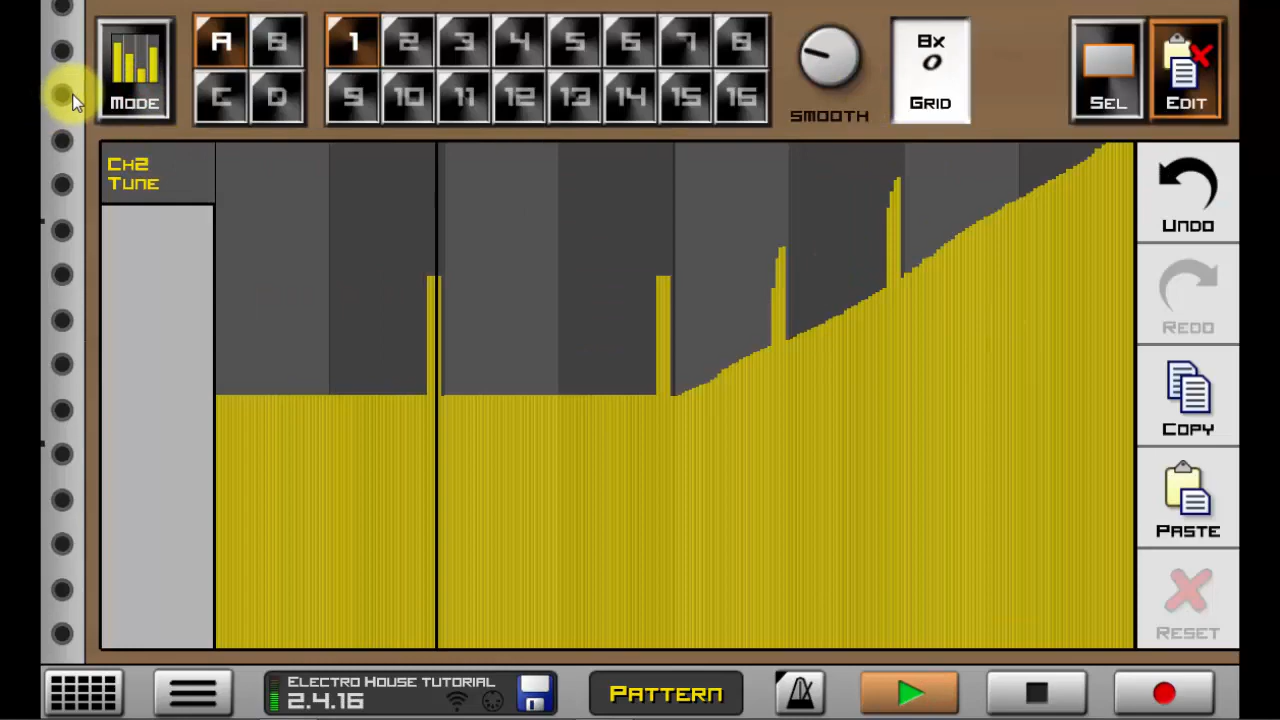 MODE
A B
C D
1 2 3 4 5 6 7 8
9 10 11 12 13 14 15 16
SMOOTH
8x
GRID
SEL
EDIT
Ch2
Tune
Undo
Redo
Copy
Paste
Reset
Electro House tutorial
2.4.16
Pattern